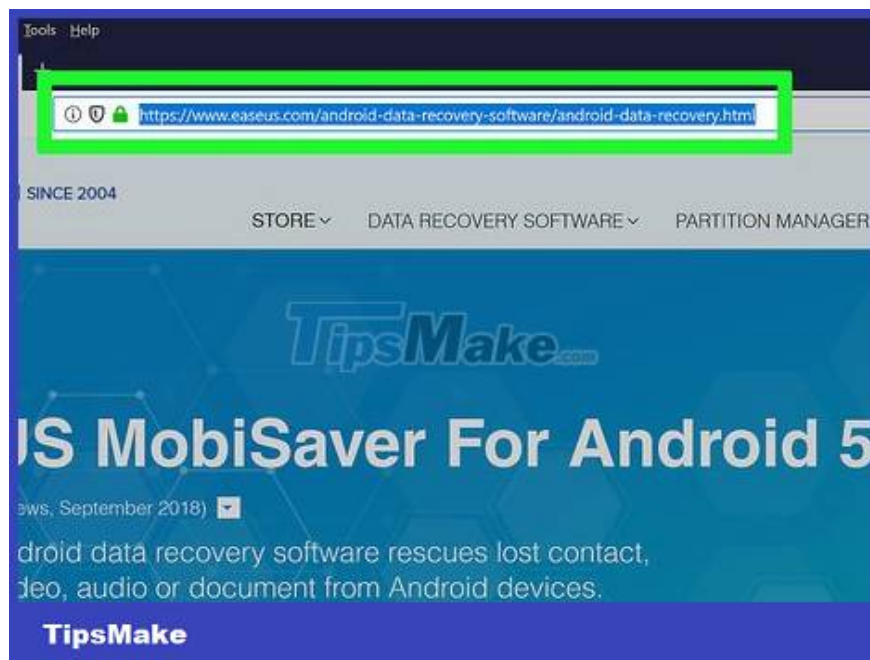 Tools Help
+
https://www.easeus.com/android-data-recovery-software/android-data-recovery.html
SINCE 2004
STORE DATA RECOVERY SOFTWARE PARTITION MANAGER
TipsMake.com
US MobiSaver For Android 5
ews, September 2018)
droid data recovery software rescues lost contact,
deo, audio or document from Android devices.
TipsMake